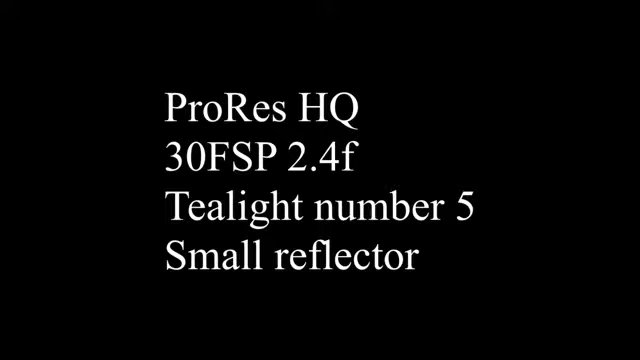 ProRes HQ
30FSP 2.4f
Tealight number 5
Small reflector